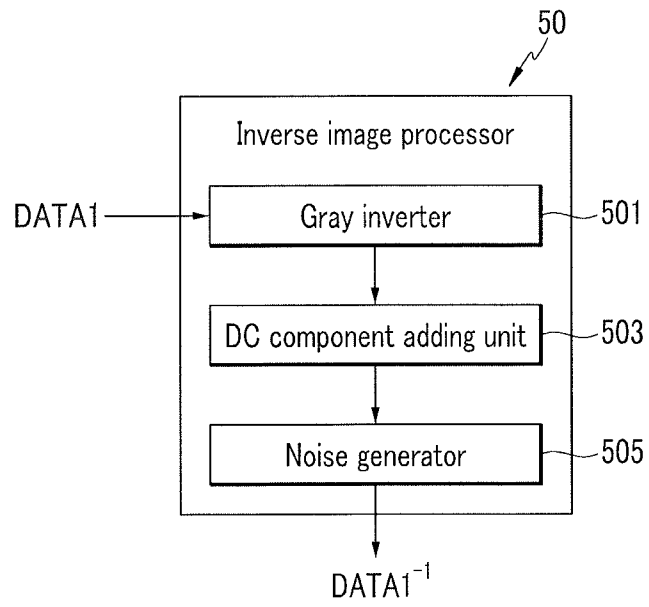 50
Inverse image processor
DATA1
Gray inverter
501
DC component adding unit
503
Noise generator
505
DATA1⁻¹